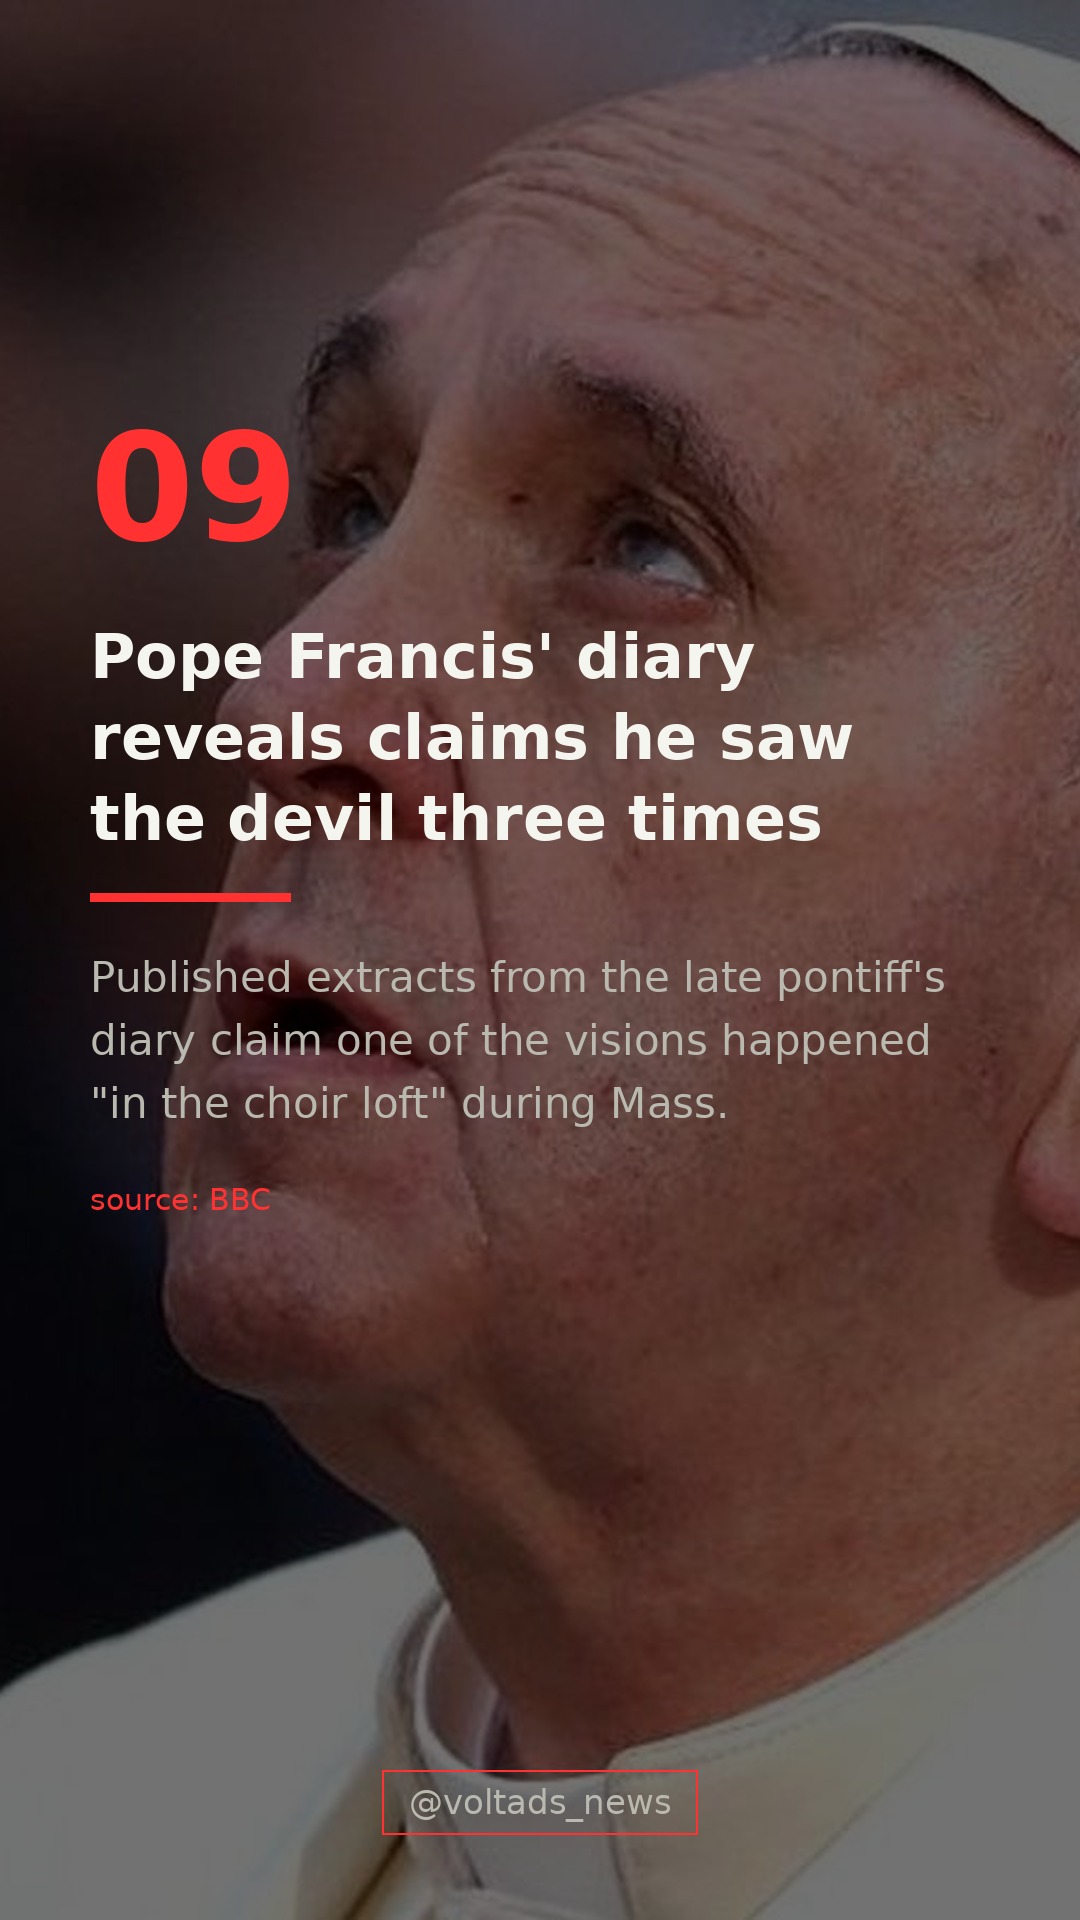 09
Pope Francis' diary
reveals claims he saw
the devil three times
Published extracts from the late pontiff's
diary claim one of the visions happened
"in the choir loft" during Mass.
source: BBC
@voltads_news